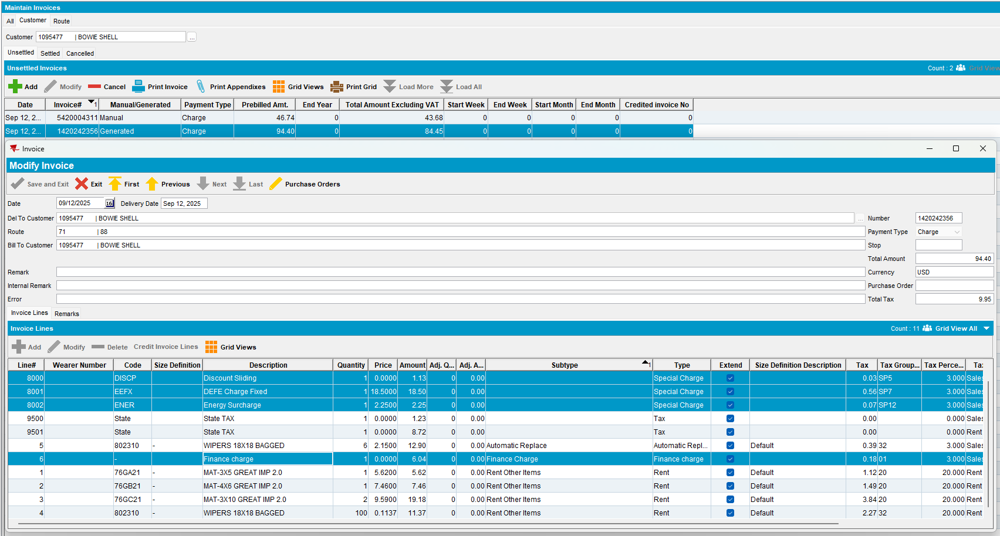 Maintain Invoices
All Customer Route
Customer 1095477 | BOWIE SHELL ...
Unsettled Settled Cancelled
Unsettled Invoices Count : 2 Grid View
Add Modify Cancel Print Invoice Print Appendixes Grid Views Print Grid Load More Load All
Date Invoice# 1 Manual/Generated Payment Type Prebilled Amt. End Year Total Amount Excluding VAT Start Week End Week Start Month End Month Credited invoice No
Sep 12, 2... 5420004311 Manual Charge 46.74 0 43.68 0 0 0 0 0
Sep 12, 2... 1420242356 Generated Charge 94.40 0 84.45 0 0 0 0 0
Invoice
Modify Invoice
Save and Exit Exit First Previous Next Last Purchase Orders
Date 09/12/2025 16 Delivery Date Sep 12, 2025
Del To Customer 1095477 | BOWIE SHELL ... Number 1420242356
Route 71 | 88 Payment Type Charge
Bill To Customer 1095477 | BOWIE SHELL Stop
Total Amount 94.40
Remark Currency USD
Internal Remark Purchase Order
Error Total Tax 9.95
Invoice Lines Remarks
Invoice Lines Count : 11 Grid View All
Add Modify Delete Credit Invoice Lines Grid Views
Line# Wearer Number Code Size Definition Description Quantity Price Amount Adj. Q... Adj. A... Subtype 1 Type Extend Size Definition Description Tax Tax Group... Tax Perce... Tax
8000 DISCP Discount Sliding 1 0.0000 1.13 0 0.00 Special Charge 0.03 SP5 3.000 Sales
8001 EEFX DEFE Charge Fixed 1 18.5000 18.50 0 0.00 Special Charge 0.56 SP7 3.000 Sales
8002 ENER Energy Surcharge 1 2.2500 2.25 0 0.00 Special Charge 0.07 SP12 3.000 Sales
9500 State State TAX 1 0.0000 1.23 0 0.00 Tax 0.00 0.000 Sales
9501 State State TAX 1 0.0000 8.72 0 0.00 Tax 0.00 0.000 Rent
5 802310 - WIPERS 18X18 BAGGED 6 2.1500 12.90 0 0.00 Automatic Replace Automatic Repl... Default 0.39 32 3.000 Sales
6 - Finance charge 1 0.0000 6.04 0 0.00 Finance Charge Finance charge 0.18 01 3.000 Sales
1 76GA21 - MAT-3X5 GREAT IMP 2.0 1 5.6200 5.62 0 0.00 Rent Other Items Rent Default 1.12 20 20.000 Rent
2 76GB21 - MAT-4X6 GREAT IMP 2.0 1 7.4600 7.46 0 0.00 Rent Other Items Rent Default 1.49 20 20.000 Rent
3 76GC21 - MAT-3X10 GREAT IMP 2.0 2 9.5900 19.18 0 0.00 Rent Other Items Rent Default 3.84 20 20.000 Rent
4 802310 - WIPERS 18X18 BAGGED 100 0.1137 11.37 0 0.00 Rent Other Items Rent Default 2.27 32 20.000 Rent